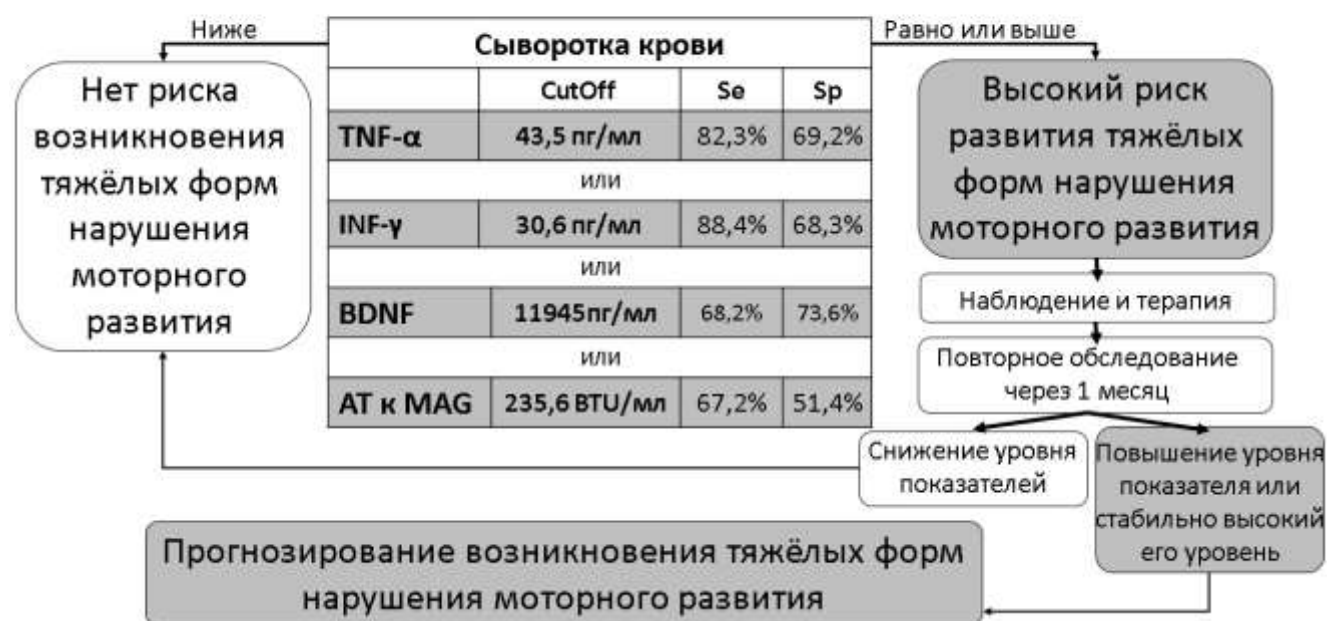 Ниже
Сыворотка крови
Равно или выше
Нет риска
возникновения
тяжёлых форм
нарушения
моторного
развития
CutOff Se Sp
TNF-α 43,5 пг/мл 82,3% 69,2%
или
INF-γ 30,6 пг/мл 88,4% 68,3%
или
BDNF 11945пг/мл 68,2% 73,6%
или
АТ к MAG 235,6 BTU/мл 67,2% 51,4%
Высокий риск
развития тяжёлых
форм нарушения
моторного развития
Наблюдение и терапия
Повторное обследование
через 1 месяц
Снижение уровня
показателей
Повышение уровня
показателя или
стабильно высокий
его уровень
Прогнозирование возникновения тяжёлых форм
нарушения моторного развития